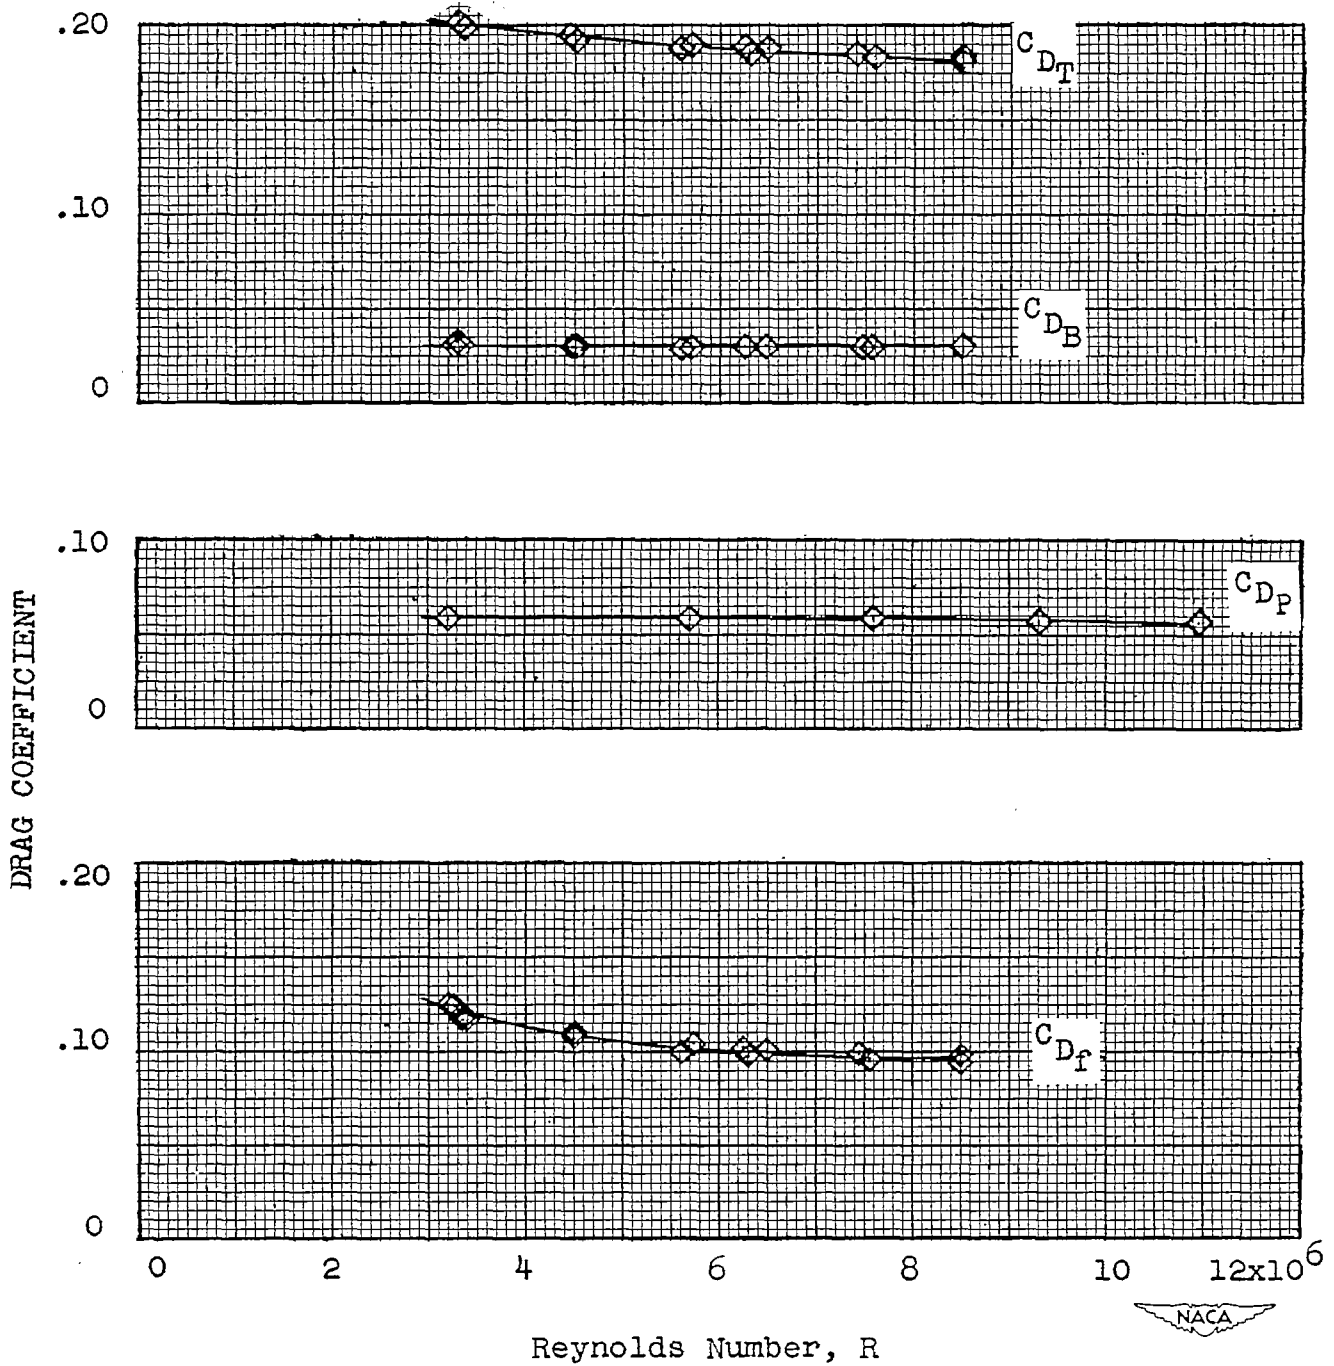 .20
C_D_T
.10
C_D_B
0
.10
C_D_P
0
DRAG COEFFICIENT
.20
.10
C_D_f
0
0 2 4 6 8 10 12x10^6
NACA
Reynolds Number, R